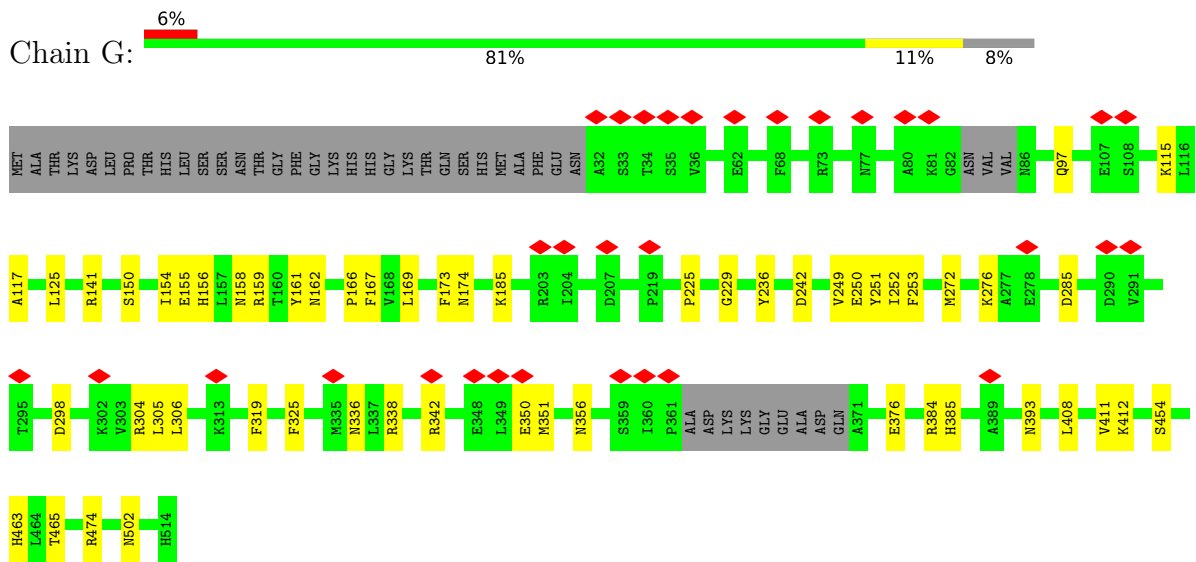 6%
Chain G:
81% 11% 8%
MET ALA THR LYS ASP LEU PRO THR HIS LEU SER SER ASN THR GLY PHE GLY LYS HIS HIS GLY LYS THR GLN SER HIS MET ALA PHE GLU ASN A32 S33 T34 S35 V36 E62 F68 R73 N77 A80 K81 G82 ASN VAL VAL N86 Q97 E107 S108 K115 L116
A117 L125 R141 S150 I154 E155 H156 L157 N158 R159 T160 Y161 N162 P166 F167 V168 L169 F173 N174 K185 R203 I204 D207 P219 P225 G229 Y236 D242 V249 E250 Y251 I252 F253 M272 K276 A277 E278 D285 D290 V291
T295 D298 K302 V303 R304 L305 L306 K313 F319 F325 M335 N336 L337 R338 R342 E348 L349 E350 M351 N356 S359 I360 P361 ALA ASP LYS LYS GLY GLU ALA ASP GLN A371 E376 R384 H385 A389 N393 L408 V411 K412 S454
H463 L464 T465 R474 N502 H514